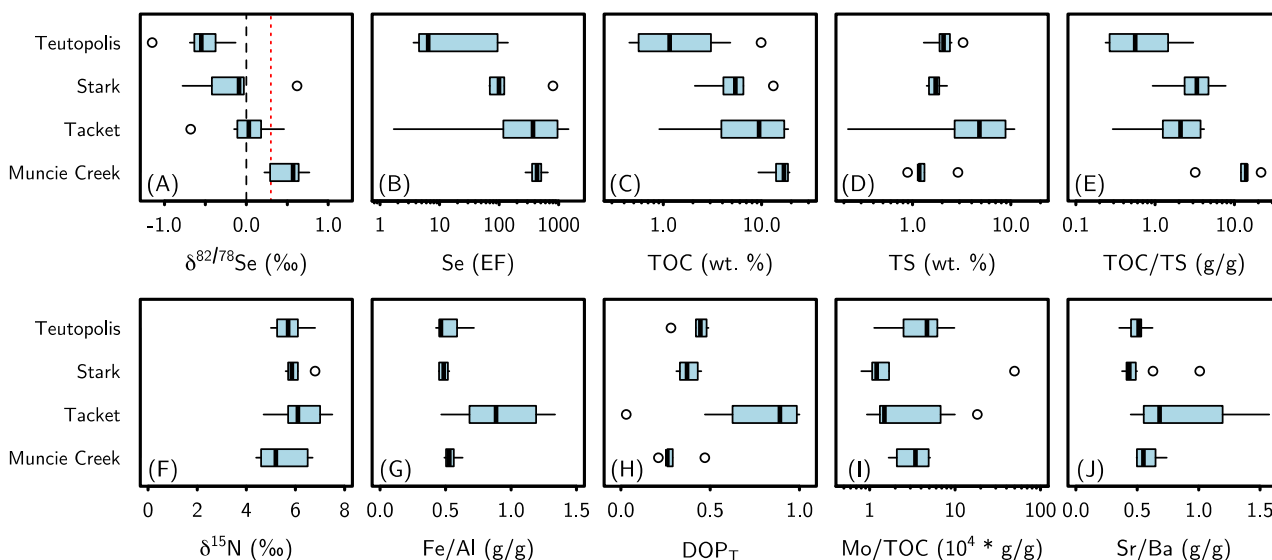 Teutopolis
Stark
Tacket
Muncie Creek
(A) (B) (C) (D) (E)
-1.0 0.0 1.0 1 10 100 1000 1.0 10.0 1.0 10.0 0.1 1.0 10.0
δ⁸²/⁷⁸Se (‰) Se (EF) TOC (wt. %) TS (wt. %) TOC/TS (g/g)
Teutopolis
Stark
Tacket
Muncie Creek
(F) (G) (H) (I) (J)
0 4 6 8 0.0 0.5 1.0 1.5 0.0 0.5 1.0 1 10 100 0.0 0.5 1.0 1.5
δ¹⁵N (‰) Fe/Al (g/g) DOP_T Mo/TOC (10⁴ * g/g) Sr/Ba (g/g)